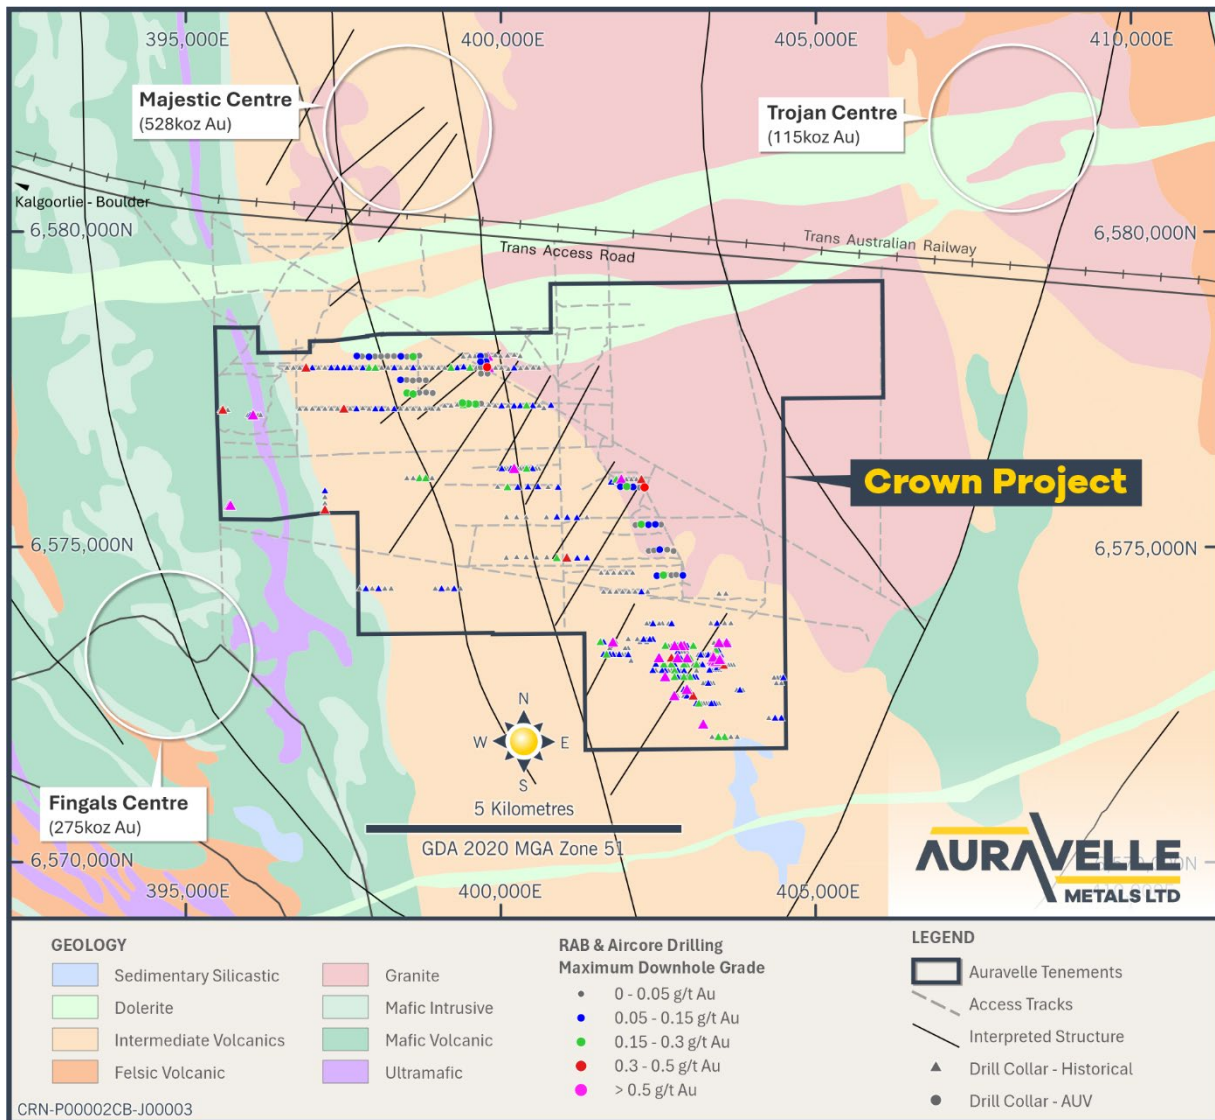 395,000E
400,000E
405,000E
410,000E
Majestic Centre
(528koz Au)
Trojan Centre
(115koz Au)
Kalgoorlie - Boulder
6,580,000N
Trans Access Road
Trans Australian Railway
6,580,000N
Crown Project
6,575,000N
6,575,000N
N
W
E
S
Fingals Centre
(275koz Au)
5 Kilometres
GDA 2020 MGA Zone 51
6,570,000N
395,000E
400,000E
405,000E
AURAVELLE
METALS LTD
GEOLOGY
Sedimentary Silicastic
Dolerite
Intermediate Volcanics
Felsic Volcanic
Granite
Mafic Intrusive
Mafic Volcanic
Ultramafic
RAB & Aircore Drilling
Maximum Downhole Grade
0 - 0.05 g/t Au
0.05 - 0.15 g/t Au
0.15 - 0.3 g/t Au
0.3 - 0.5 g/t Au
> 0.5 g/t Au
LEGEND
Auravelle Tenements
Access Tracks
Interpreted Structure
Drill Collar - Historical
Drill Collar - AUV
CRN-P00002CB-J00003